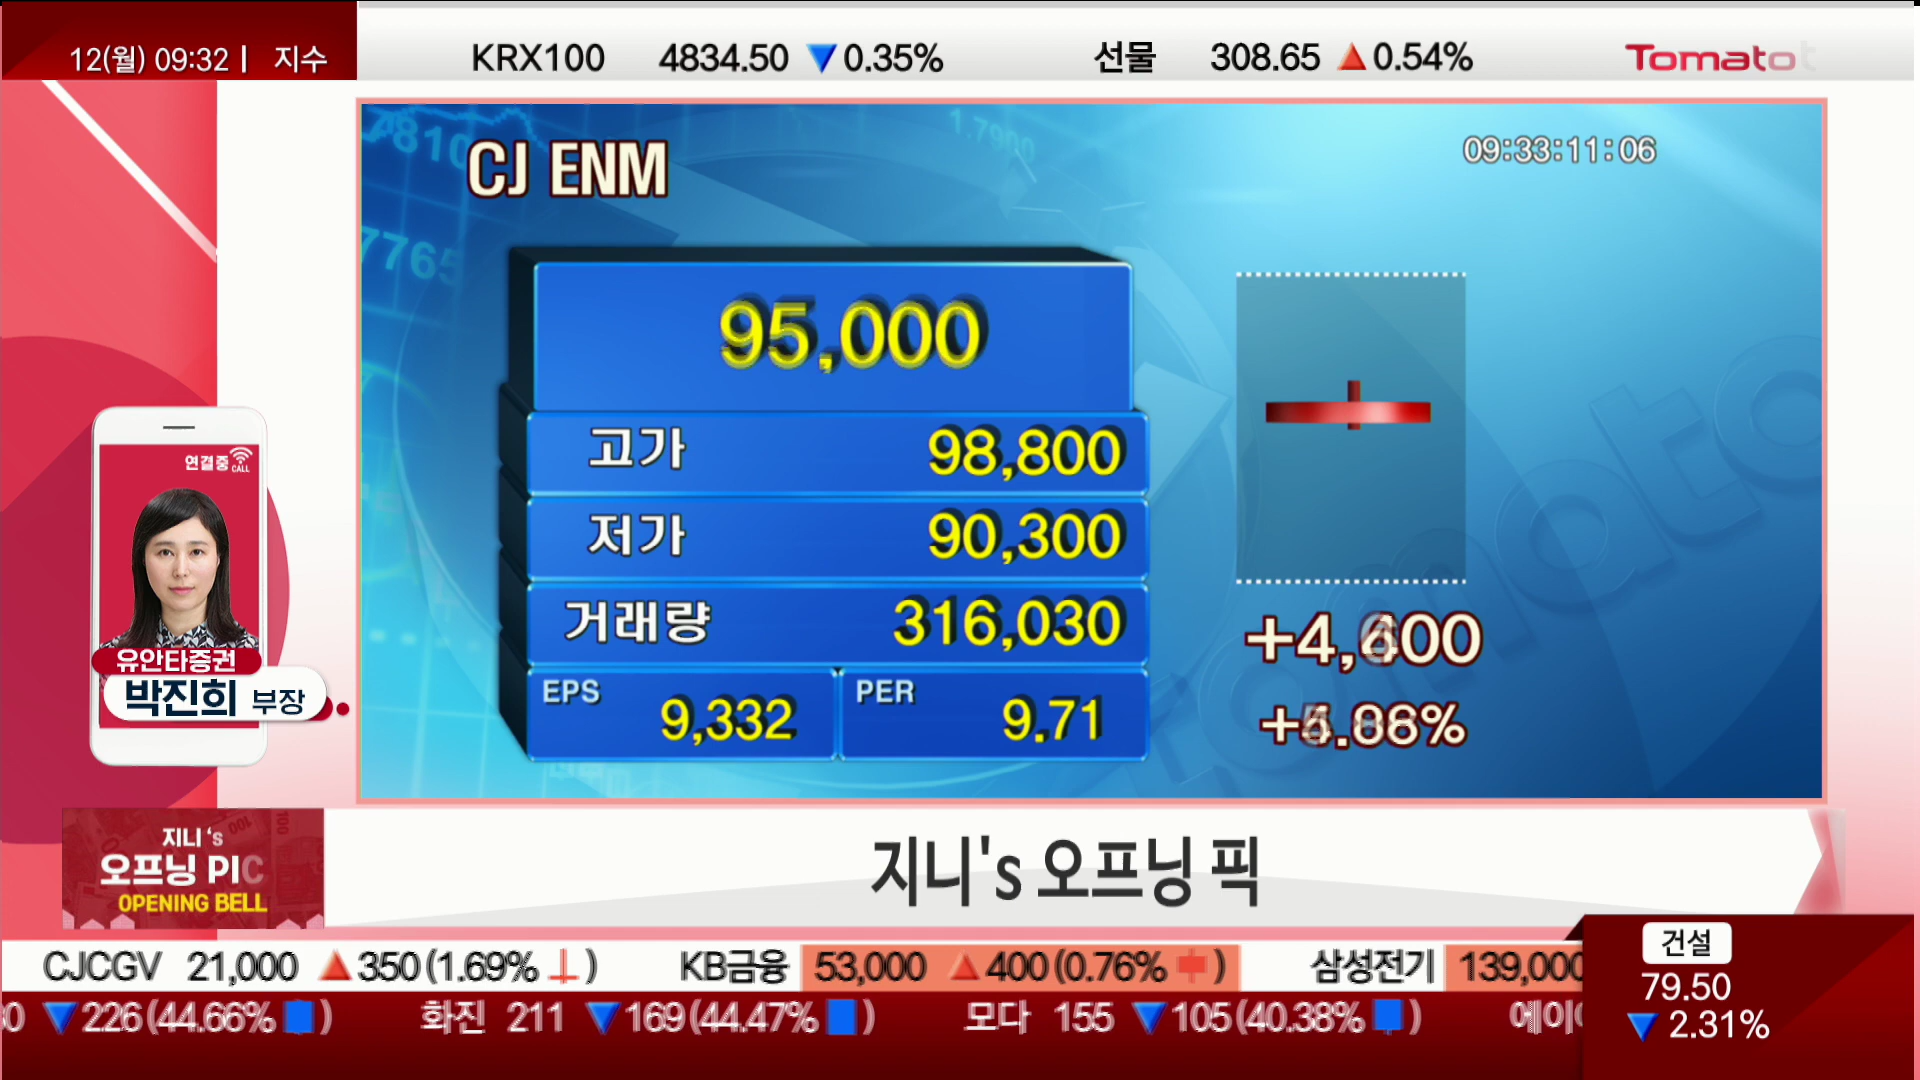 12(월) 09:32 | 지수
KRX100 4834.50 ▼0.35% 선물 308.65 ▲0.54%
Tomato
CJ ENM
09:33:11:06
95,000
고가 98,800
저가 90,300
거래량 316,030
EPS 9,332 PER 9.71
연결중
CALL
유안타증권
박진희 부장
지니's
오프닝 PIC
OPENING BELL
지니's 오프닝 픽
CJCGV 21,000 ▲350(1.69%) KB금융 53,000 ▲400(0.76%) 삼성전기 139,000
▼226(44.66%) 화진 211 ▼169(44.47%) 모다 155 ▼105(40.38%)
건설
79.50
▼2.31%